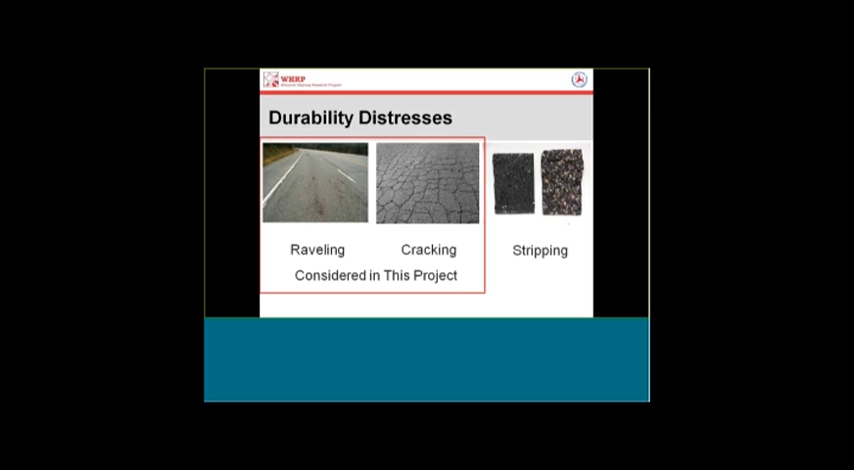 WHRP
Wisconsin Highway Research Program
Durability Distresses
Raveling
Cracking
Stripping
Considered in This Project